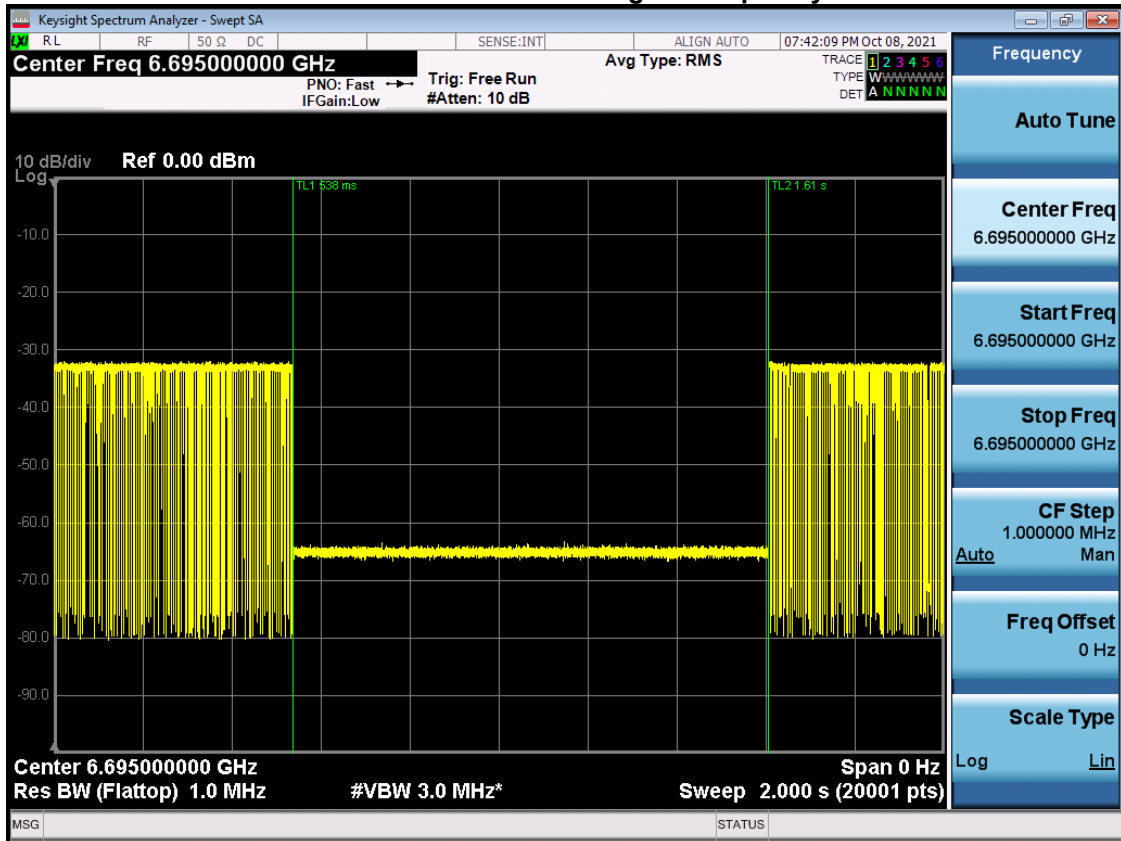 Keysight Spectrum Analyzer - Swept SA
LXI RL RF 50 Ω DC SENSE:INT ALIGN AUTO 07:42:09 PM Oct 08, 2021
Center Freq 6.695000000 GHz
PNO: Fast
IFGain:Low
Trig: Free Run
#Atten: 10 dB
Avg Type: RMS
TRACE 1 2 3 4 5 6
TYPE WWWWWWW
DET A N N N N N
10 dB/div Ref 0.00 dBm
Log
TL1 538 ms
TL2 1.61 s
-10.0
-20.0
-30.0
-40.0
-50.0
-60.0
-70.0
-80.0
-90.0
Center 6.695000000 GHz Span 0 Hz
Res BW (Flattop) 1.0 MHz #VBW 3.0 MHz* Sweep 2.000 s (20001 pts)
MSG STATUS
Frequency
Auto Tune
Center Freq
6.695000000 GHz
Start Freq
6.695000000 GHz
Stop Freq
6.695000000 GHz
CF Step
1.000000 MHz
Auto Man
Freq Offset
0 Hz
Scale Type
Log Lin